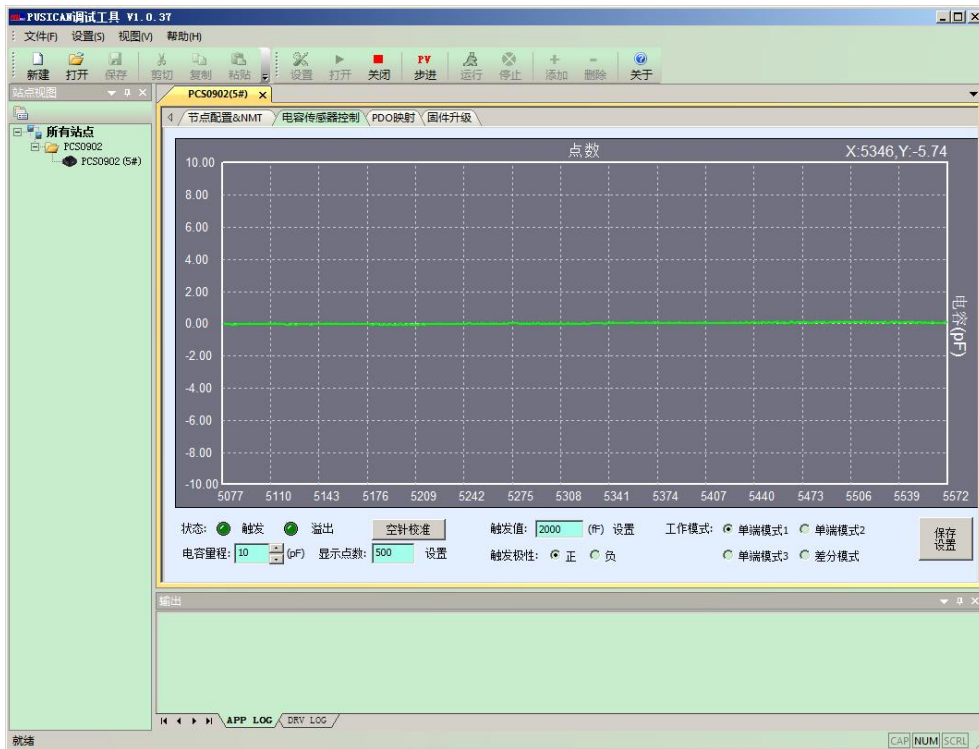 PUSICAN调试工具 V1.0.37
文件(F) 设置(S) 视图(V) 帮助(H)
新建 打开 保存 剪切 复制 粘贴 设置 打开 关闭 PV 步进 运行 停止 添加 删除 关于
站点视图
PCS0902(5#)
节点配置&NMT 电容传感器控制 PDO映射 固件升级
所有站点
PCS0902
PCS0902(5#)
点数 X:5346,Y:-5.74
10.00
8.00
6.00
4.00
2.00
0.00
-2.00
-4.00
-6.00
-8.00
-10.00
电容(pF)
5077 5110 5143 5176 5209 5242 5275 5308 5341 5374 5407 5440 5473 5506 5539 5572
状态: 触发 溢出 空针校准 触发值: 2000 (fF) 设置 工作模式: 单端模式1 单端模式2
电容量程: 10 (pF) 显示点数: 500 设置 触发极性: 正 负 单端模式3 差分模式
保存
设置
输出
APP LOG DRV LOG
就绪 CAP NUM SCRL